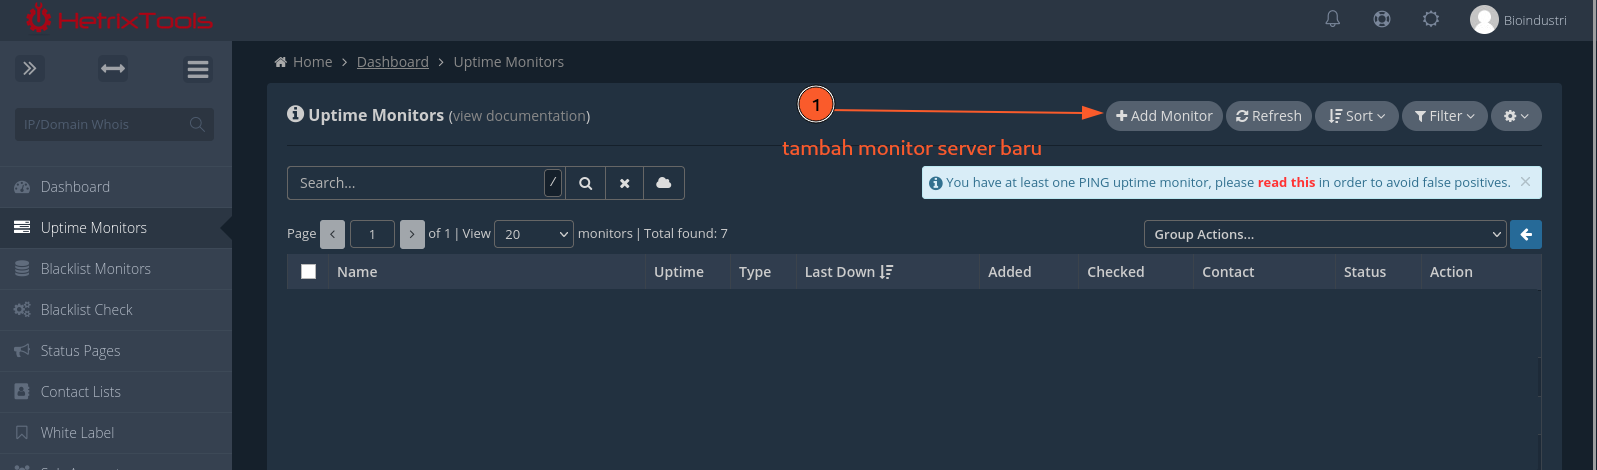 HetrixTools
Bioindustri
Home > Dashboard > Uptime Monitors
IP/Domain Whois
Dashboard
Uptime Monitors
Blacklist Monitors
Blacklist Check
Status Pages
Contact Lists
White Label
Uptime Monitors (view documentation)
1
Add Monitor Refresh Sort Filter
tambah monitor server baru
Search... /
You have at least one PING uptime monitor, please read this in order to avoid false positives. ×
Page < 1 > of 1 | View 20 monitors | Total found: 7
Group Actions...
Name Uptime Type Last Down Added Checked Contact Status Action